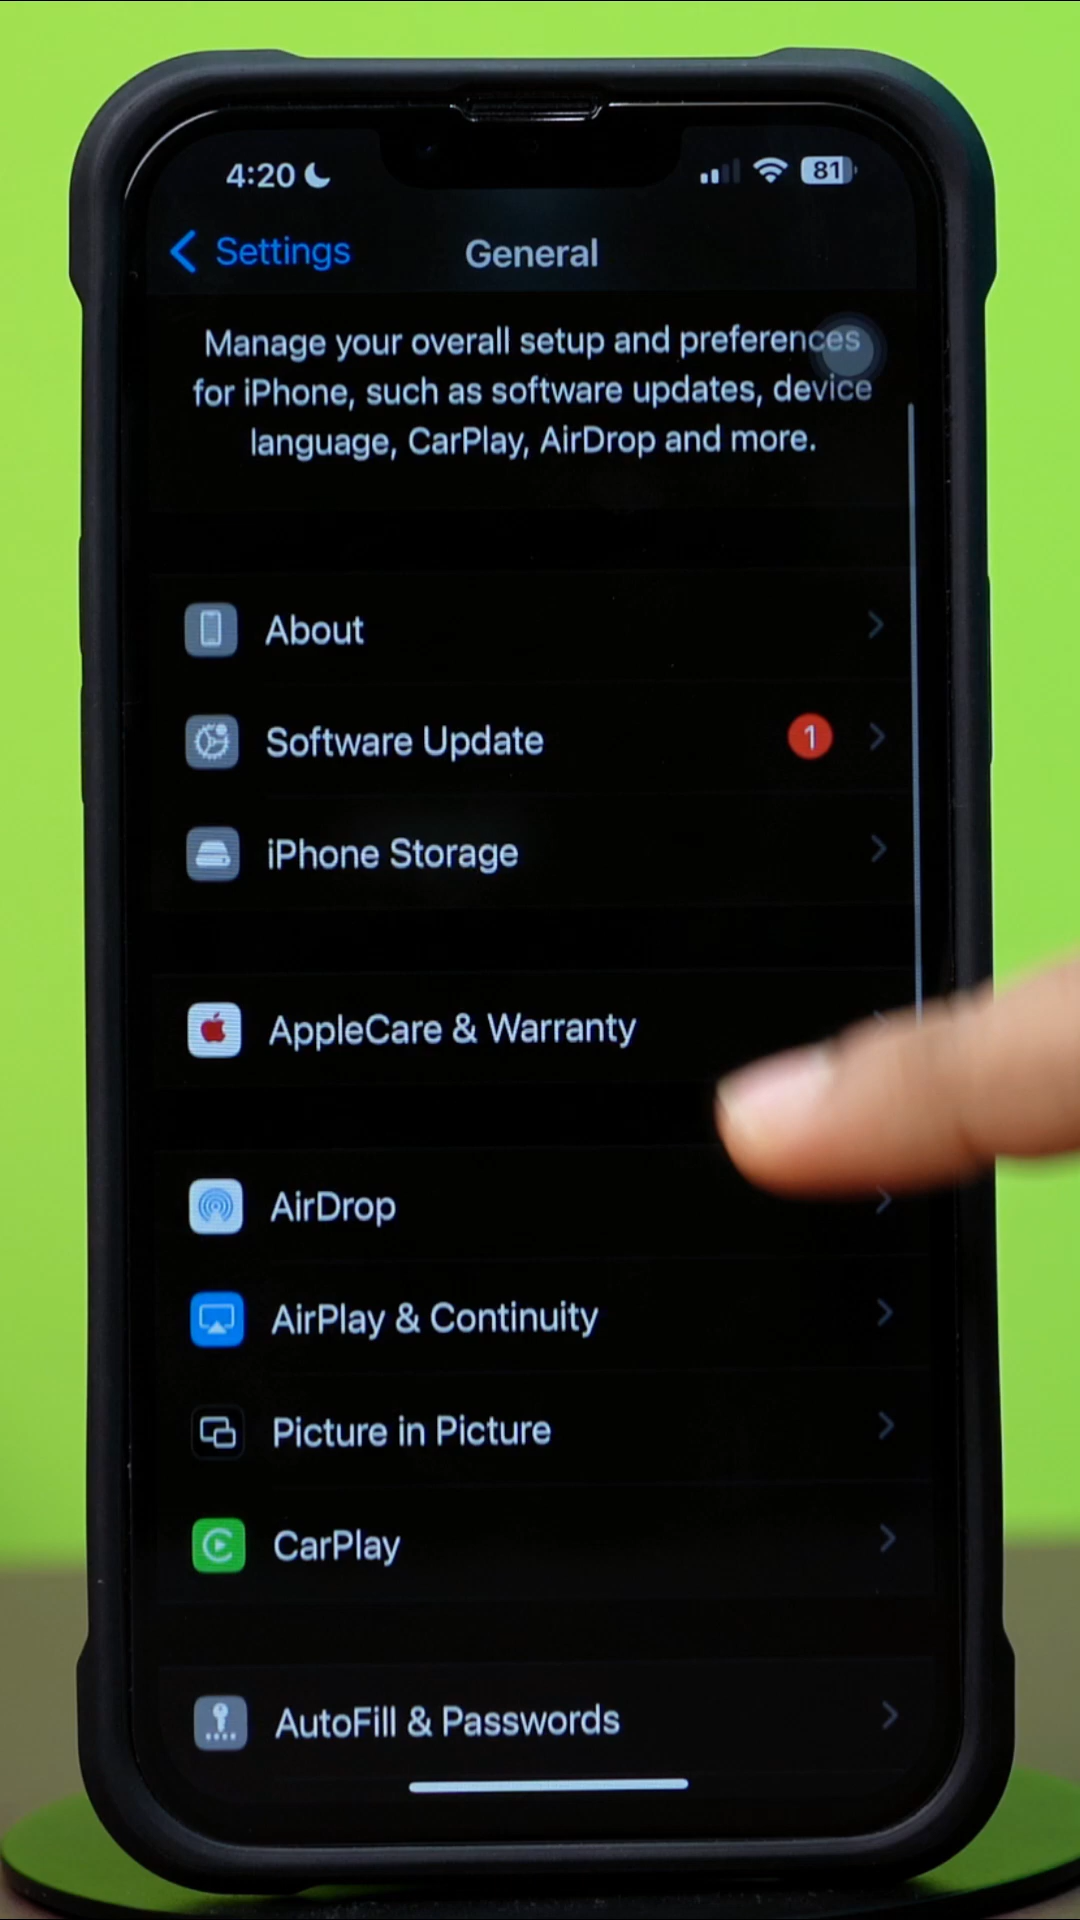 4:20
81
Settings
General
Manage your overall setup and preferences
for iPhone, such as software updates, device
language, CarPlay, AirDrop and more.
About
Software Update
1
iPhone Storage
AppleCare & Warranty
AirDrop
AirPlay & Continuity
Picture in Picture
CarPlay
AutoFill & Passwords